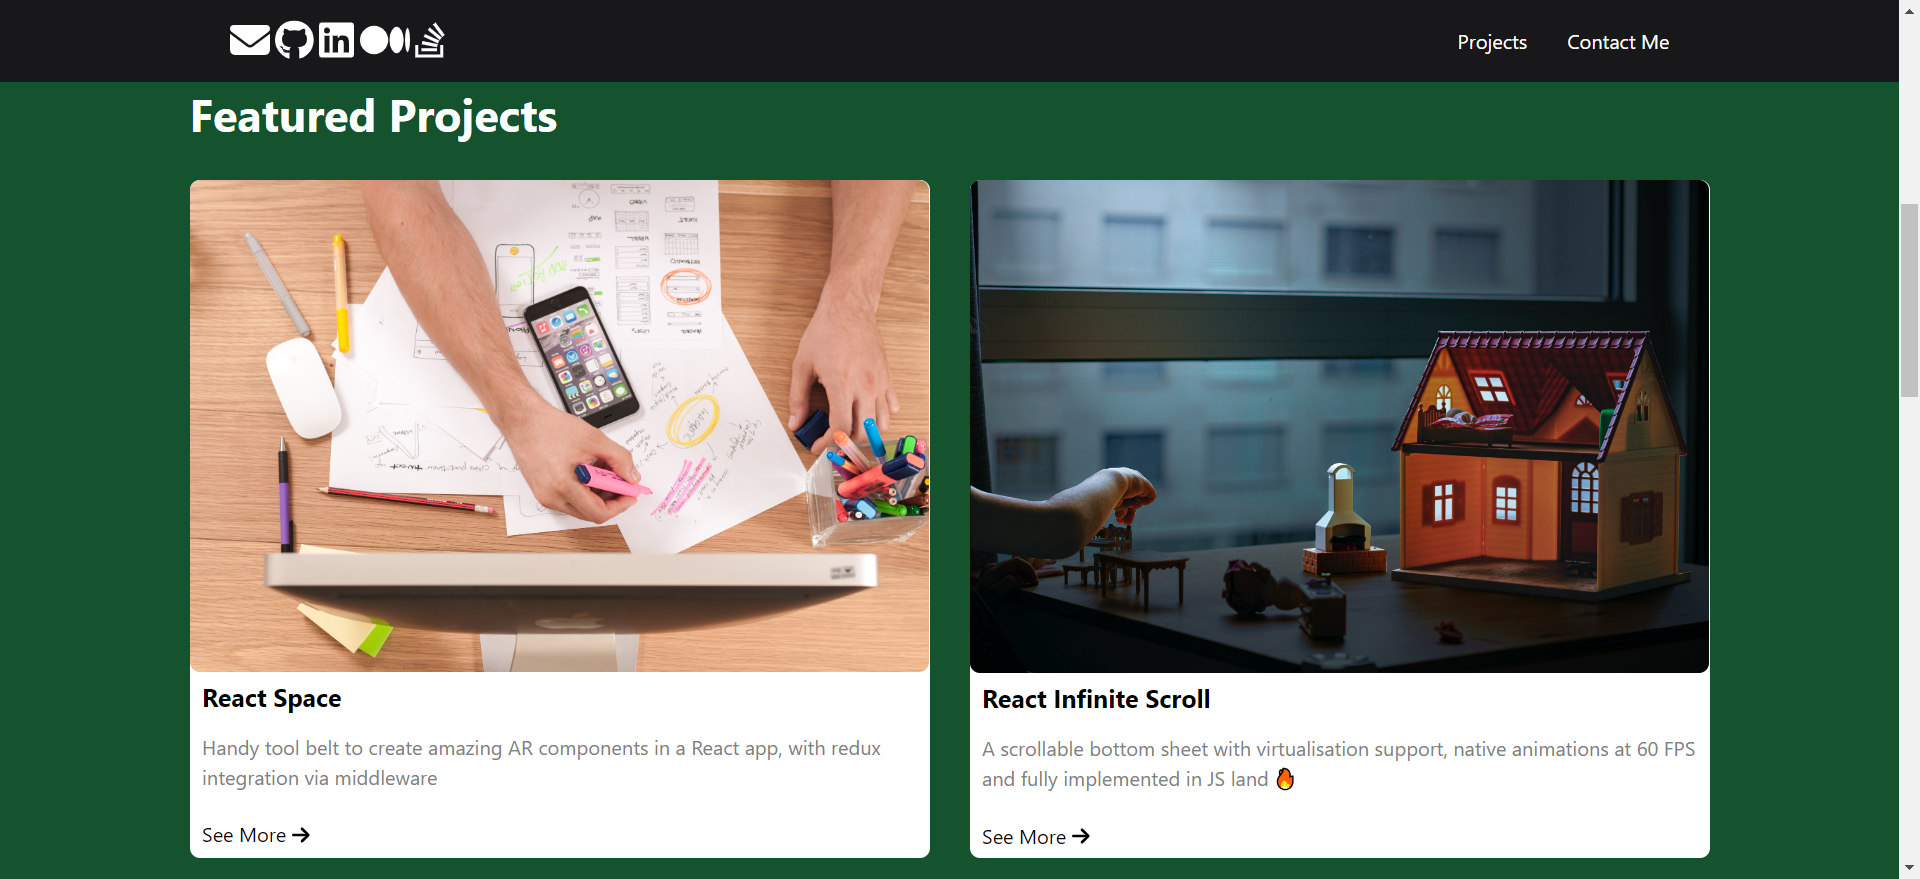 Projects Contact Me
Featured Projects
React Space
Handy tool belt to create amazing AR components in a React app, with redux
integration via middleware
See More →
React Infinite Scroll
A scrollable bottom sheet with virtualisation support, native animations at 60 FPS
and fully implemented in JS land 🔥
See More →